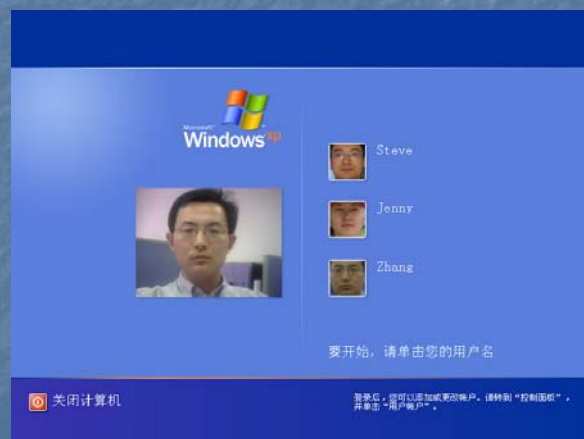 Microsoft
Windows xp
Steve
Jenny
Zhang
要开始，请单击您的用户名
关闭计算机
登录后，您可以添加或更改帐户。请转到“控制面板”，
并单击“用户帐户”。